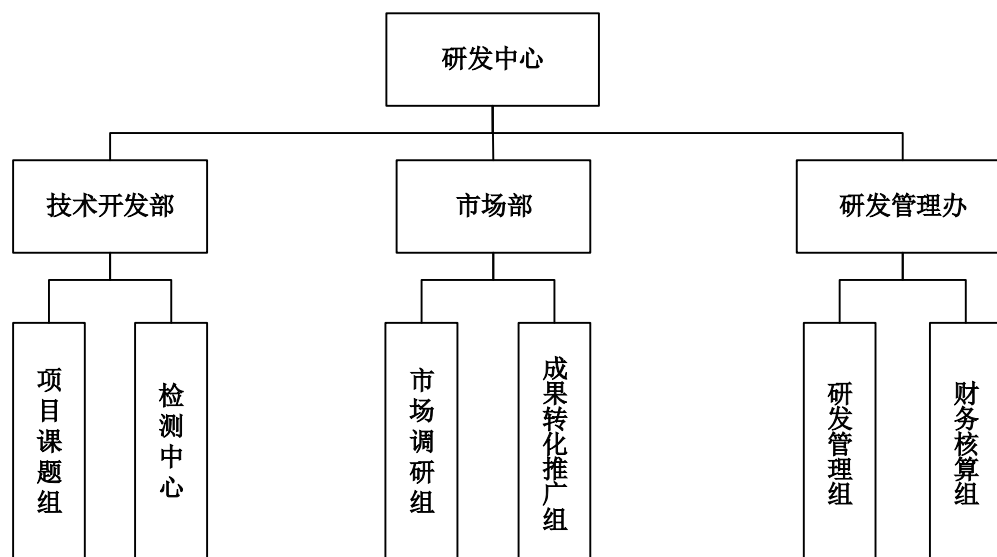 研发中心
技术开发部
市场部
研发管理办
项目课题组
检测中心
市场调研组
成果转化推广组
研发管理组
财务核算组